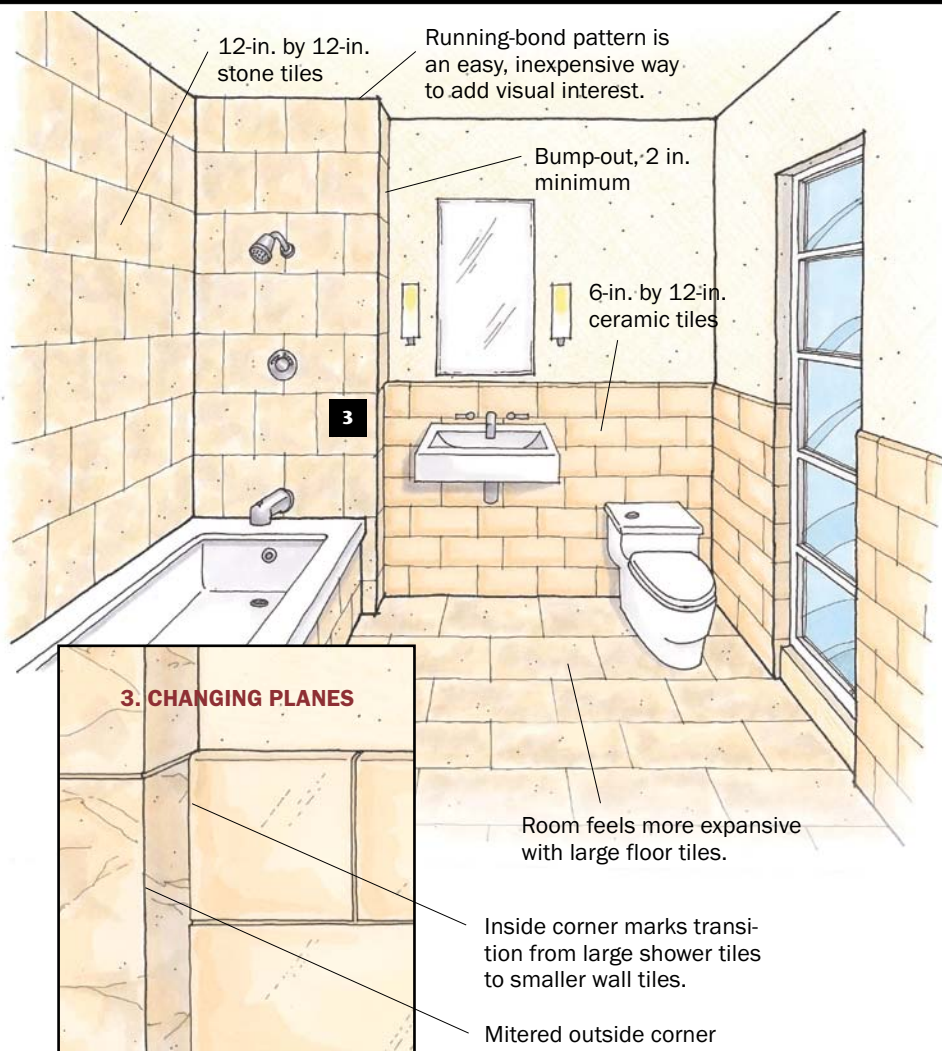 12-in. by 12-in.
stone tiles
Running-bond pattern is
an easy, inexpensive way
to add visual interest.
Bump-out, 2 in.
minimum
6-in. by 12-in.
ceramic tiles
3
3. CHANGING PLANES
Room feels more expansive
with large floor tiles.
Inside corner marks transi-
tion from large shower tiles
to smaller wall tiles.
Mitered outside corner